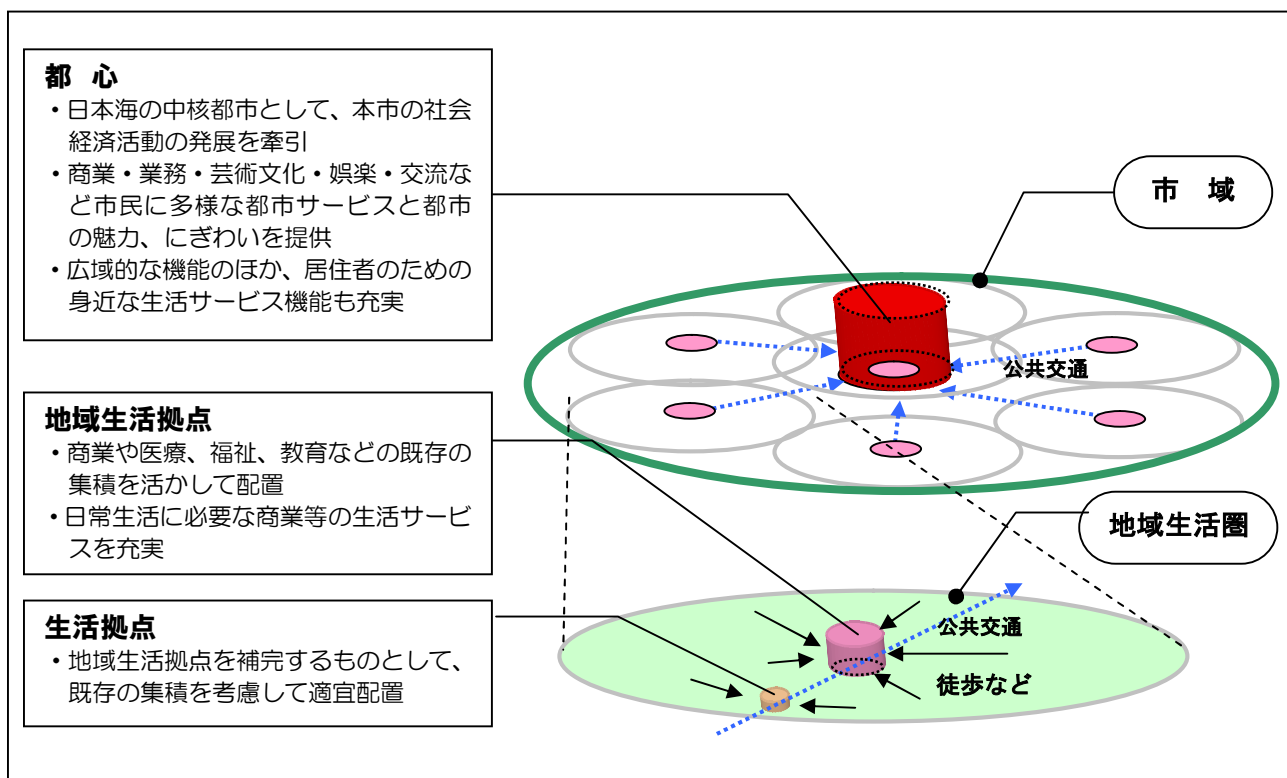 都 心
・日本海の中核都市として、本市の社会
経済活動の発展を牽引
・商業・業務・芸術文化・娯楽・交流な
ど市民に多様な都市サービスと都市
の魅力、にぎわいを提供
・広域的な機能のほか、居住者のための
身近な生活サービス機能も充実
市 域
公共交通
地域生活拠点
・商業や医療、福祉、教育などの既存の
集積を活かして配置
・日常生活に必要な商業等の生活サービ
スを充実
地域生活圏
生活拠点
・地域生活拠点を補完するものとして、
既存の集積を考慮して適宜配置
公共交通
徒歩など